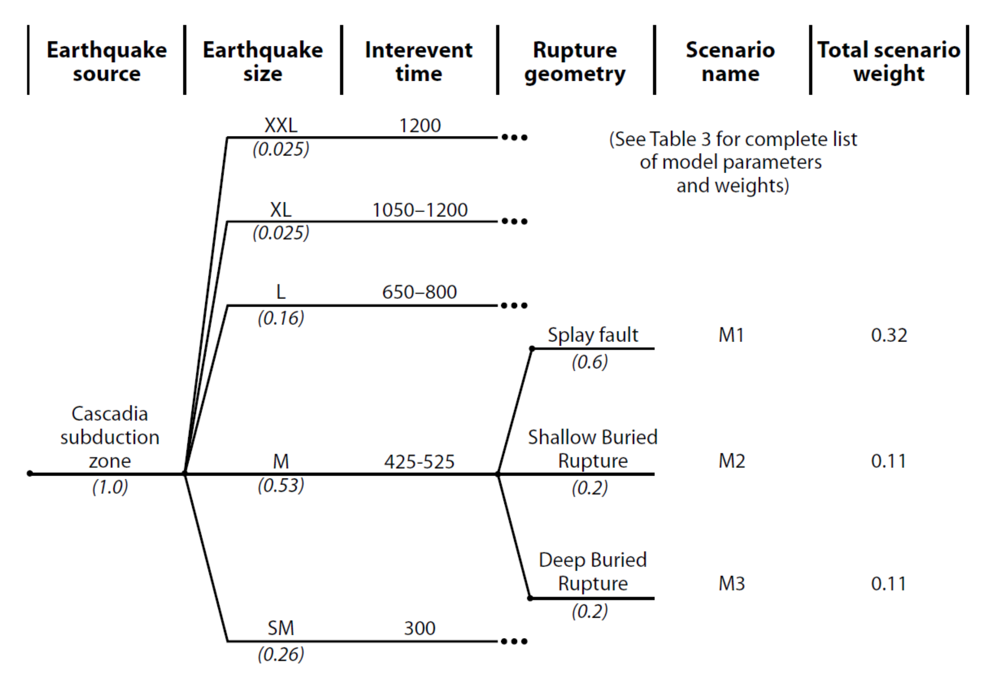 Earthquake
source
Earthquake
size
Interevent
time
Rupture
geometry
Scenario
name
Total scenario
weight
XXL
(0.025)
1200
(See Table 3 for complete list
of model parameters
and weights)
XL
(0.025)
1050–1200
L
(0.16)
650–800
Splay fault
(0.6)
M1
0.32
Cascadia
subduction
zone
(1.0)
M
(0.53)
425-525
Shallow Buried
Rupture
(0.2)
M2
0.11
Deep Buried
Rupture
(0.2)
M3
0.11
SM
(0.26)
300